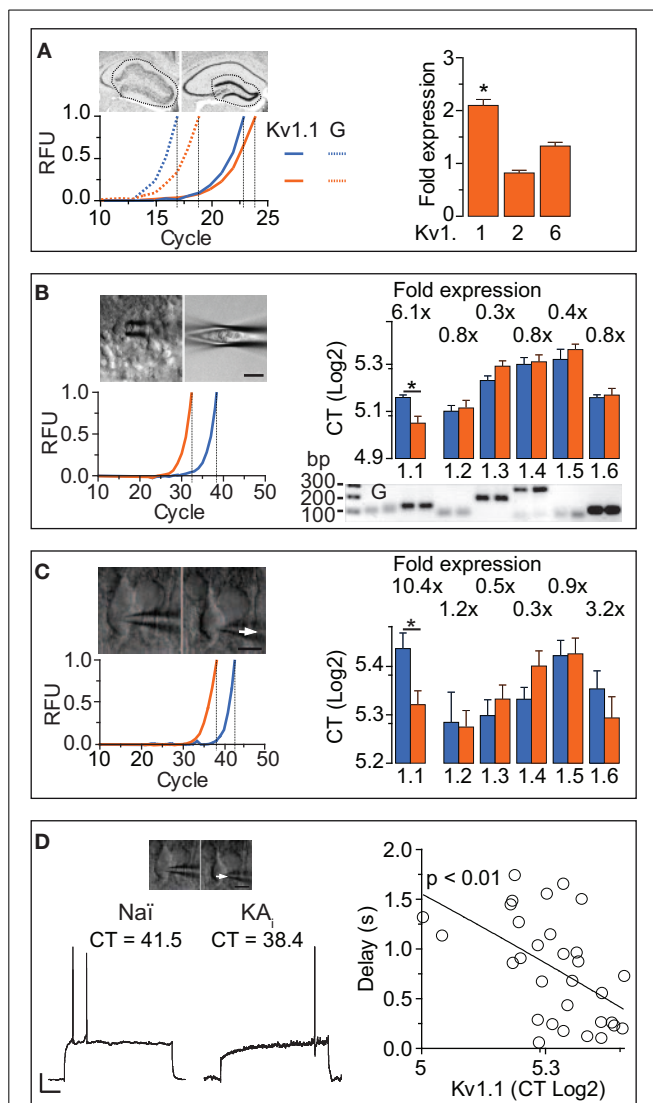 A
Kv1.1 G
RFU
1.0
0.5
0.0
10 15 20 25
Cycle
Fold expression
3
2
1
0
*
Kv1. 1 2 6
B
RFU
1.0
0.5
0.0
10 20 30 40 50
Cycle
Fold expression
6.1x 0.3x 0.4x
0.8x 0.8x 0.8x
CT (Log2)
5.3
5.1
4.9
*
1.1 1.2 1.3 1.4 1.5 1.6
bp
300
200
100
G
C
RFU
1.0
0.5
0.0
10 20 30 40 50
Cycle
Fold expression
10.4x 0.5x 0.9x
1.2x 0.3x 3.2x
CT (Log2)
5.4
5.3
5.2
*
1.1 1.2 1.3 1.4 1.5 1.6
D
Naï KAi
CT = 41.5 CT = 38.4
Delay (s)
2.0
1.5
1.0
0.5
0.0
p < 0.01
5 5.3
Kv1.1 (CT Log2)